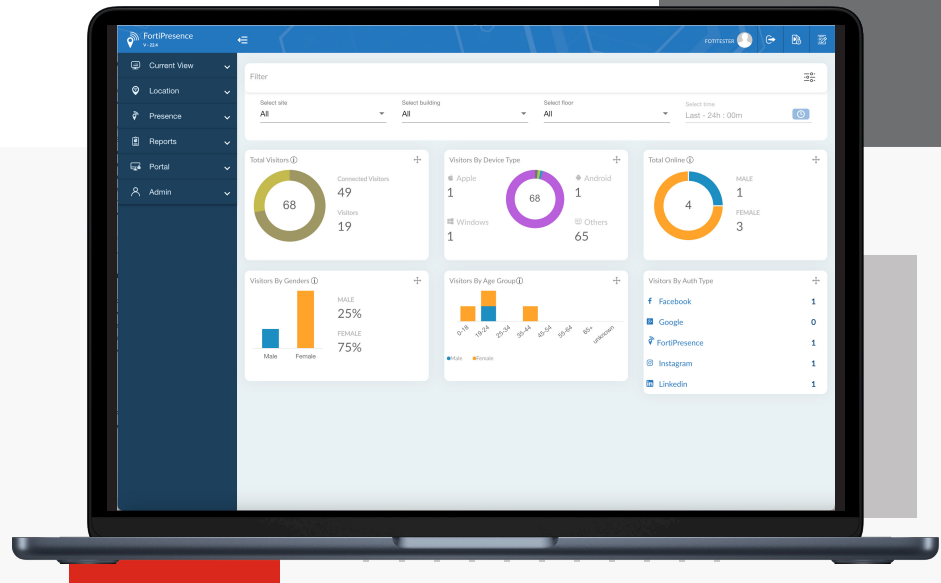 FortiPresence
V - 23.4
FOTITESTER
Current View
Location
Presence
Reports
Portal
Admin
Filter
Select site
All
Select building
All
Select floor
All
Select time
Last - 24h : 00m
Total Visitors
68
Connected Visitors
49
Visitors
19
Visitors By Device Type
Apple
1
Android
1
68
Windows
1
Others
65
Total Online
4
MALE
1
FEMALE
3
Visitors By Genders
Male
Female
MALE
25%
FEMALE
75%
Visitors By Age Group
0-18
19-24
25-34
35-44
45-54
55-64
65+
unknown
Male
Female
Visitors By Auth Type
Facebook 1
Google 0
FortiPresence 1
Instagram 1
Linkedin 1